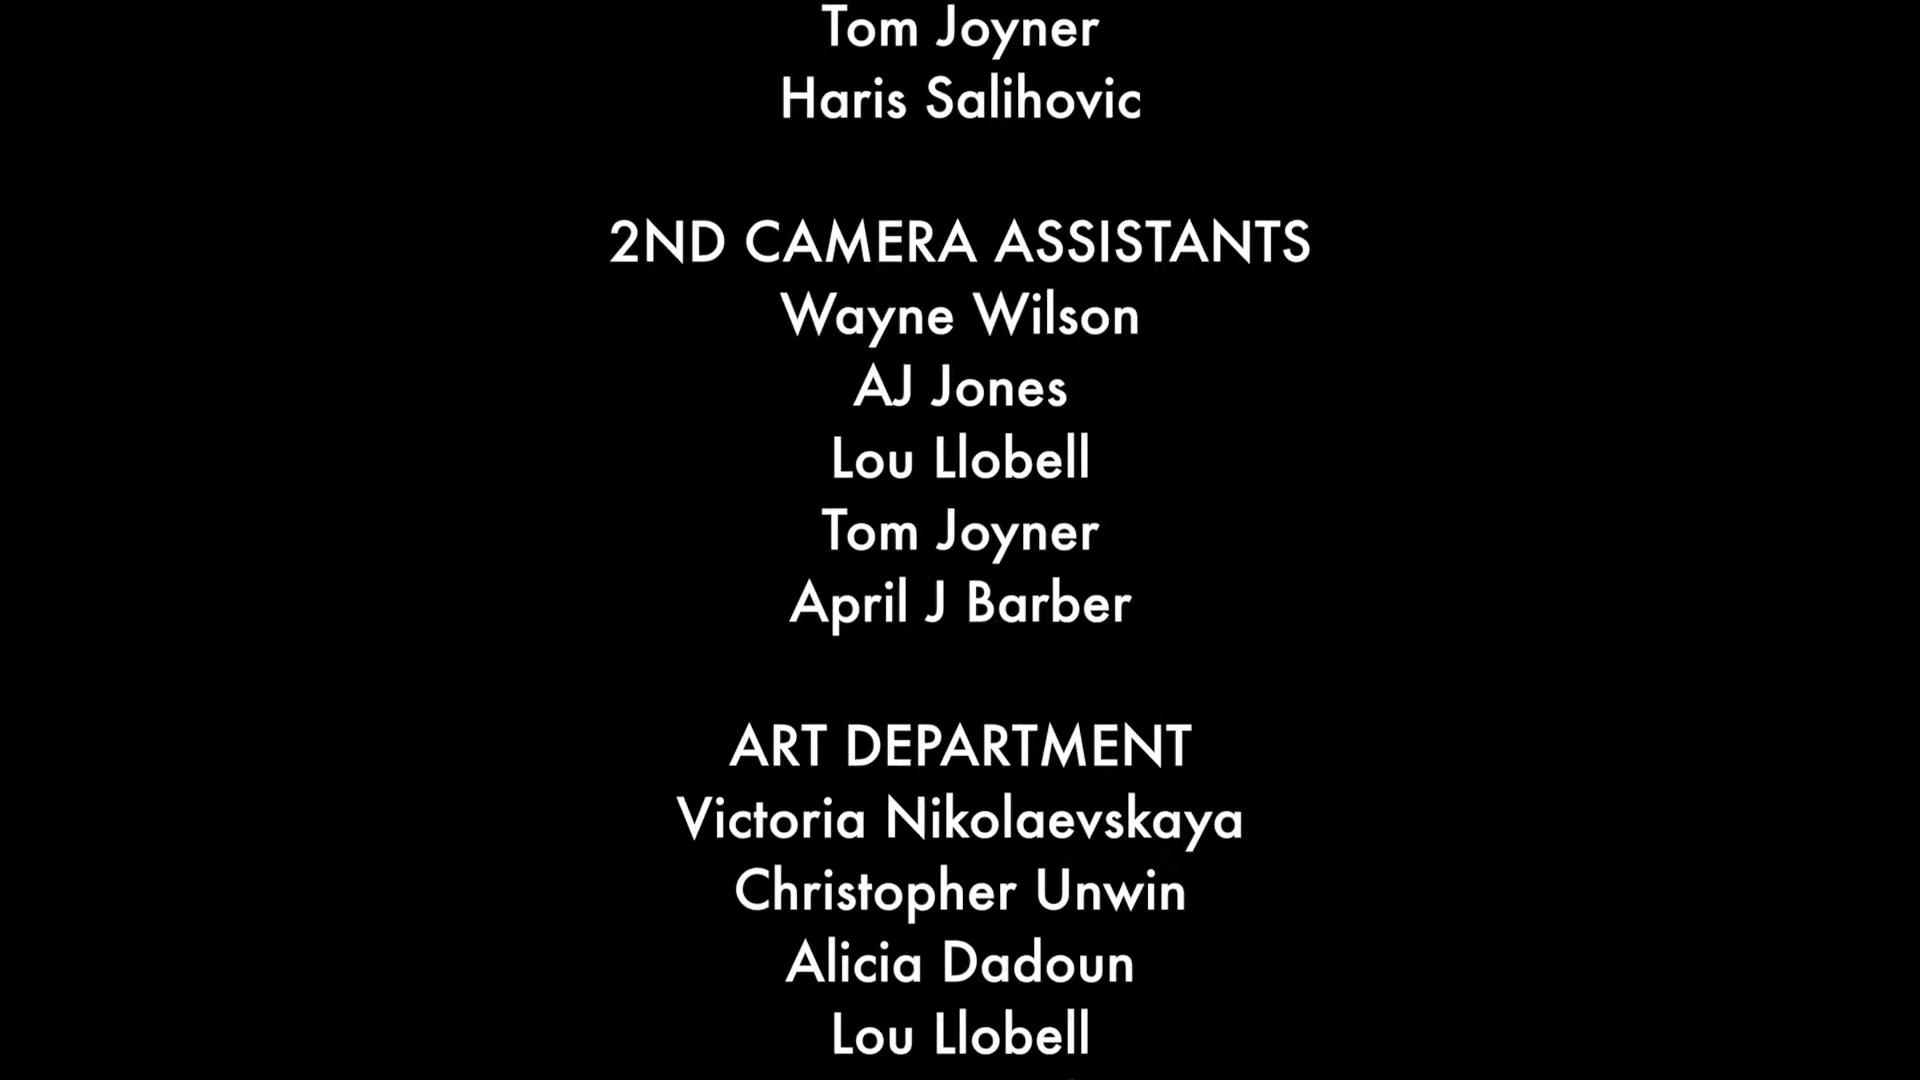 Tom Joyner
Haris Salihovic
2ND CAMERA ASSISTANTS
Wayne Wilson
AJ Jones
Lou Llobell
Tom Joyner
April J Barber
ART DEPARTMENT
Victoria Nikolaevskaya
Christopher Unwin
Alicia Dadoun
Lou Llobell